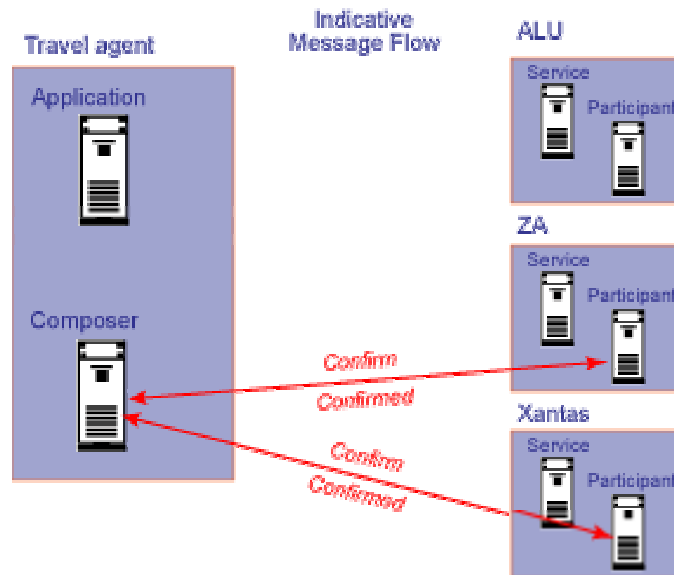 Indicative
Message Flow
Travel agent
Application
Composer
ALU
Service
Participant
ZA
Service
Participant
Xantas
Service
Participant
Confirm
Confirmed
Confirm
Confirmed